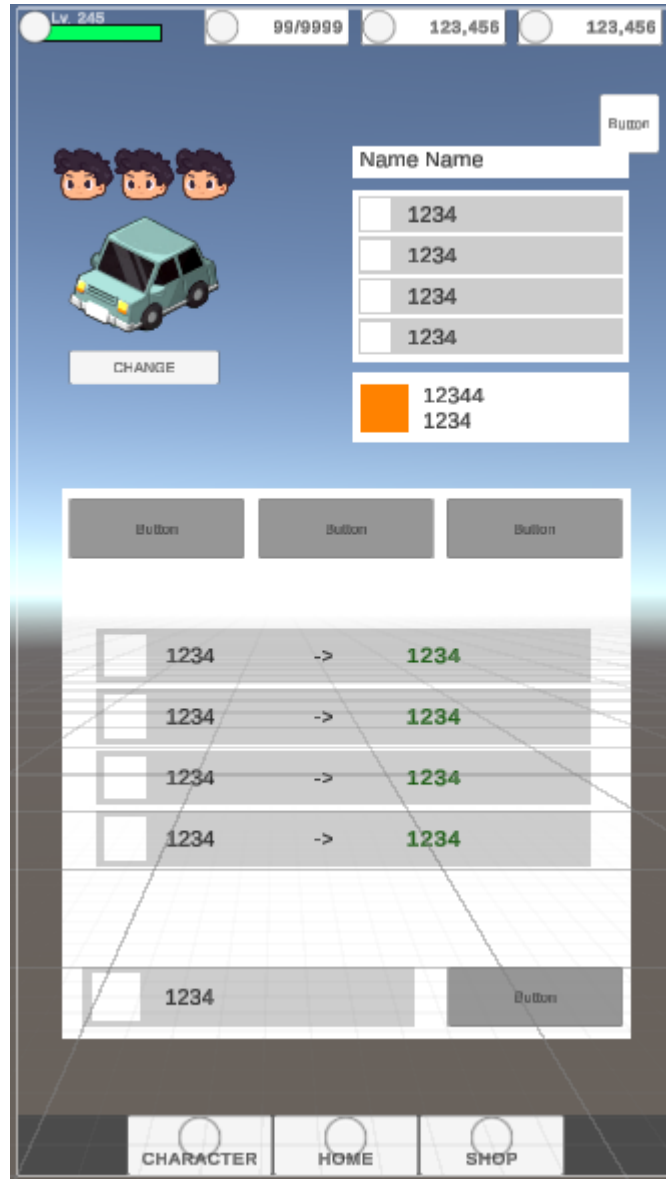 Lv. 245
99/9999
123,456
123,456
Button
Name Name
1234
1234
1234
1234
CHANGE
12344
1234
Button Button Button
1234 -> 1234
1234 -> 1234
1234 -> 1234
1234 -> 1234
1234 Button
CHARACTER HOME SHOP